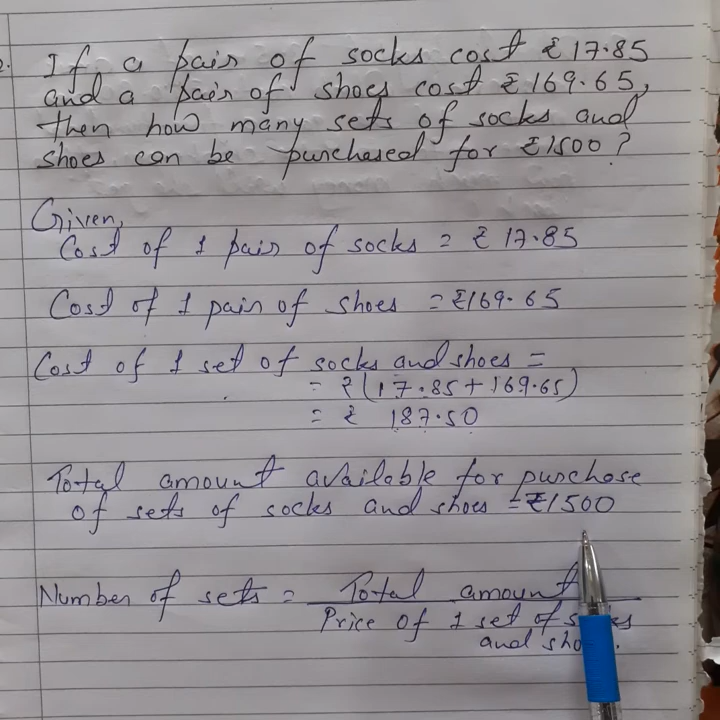 2. If a pair of socks cost ₹17.85
and a pair of shoes cost ₹169.65,
then how many sets of socks and
shoes can be purchased for ₹1500?
Given,
Cost of 1 pair of socks = ₹17.85
Cost of 1 pair of shoes = ₹169.65
Cost of 1 set of socks and shoes =
= ₹(17.85+169.65)
= ₹ 187.50
Total amount available for purchase
of sets of socks and shoes = ₹1500
Number of sets = Total amount
Price of 1 set of
and